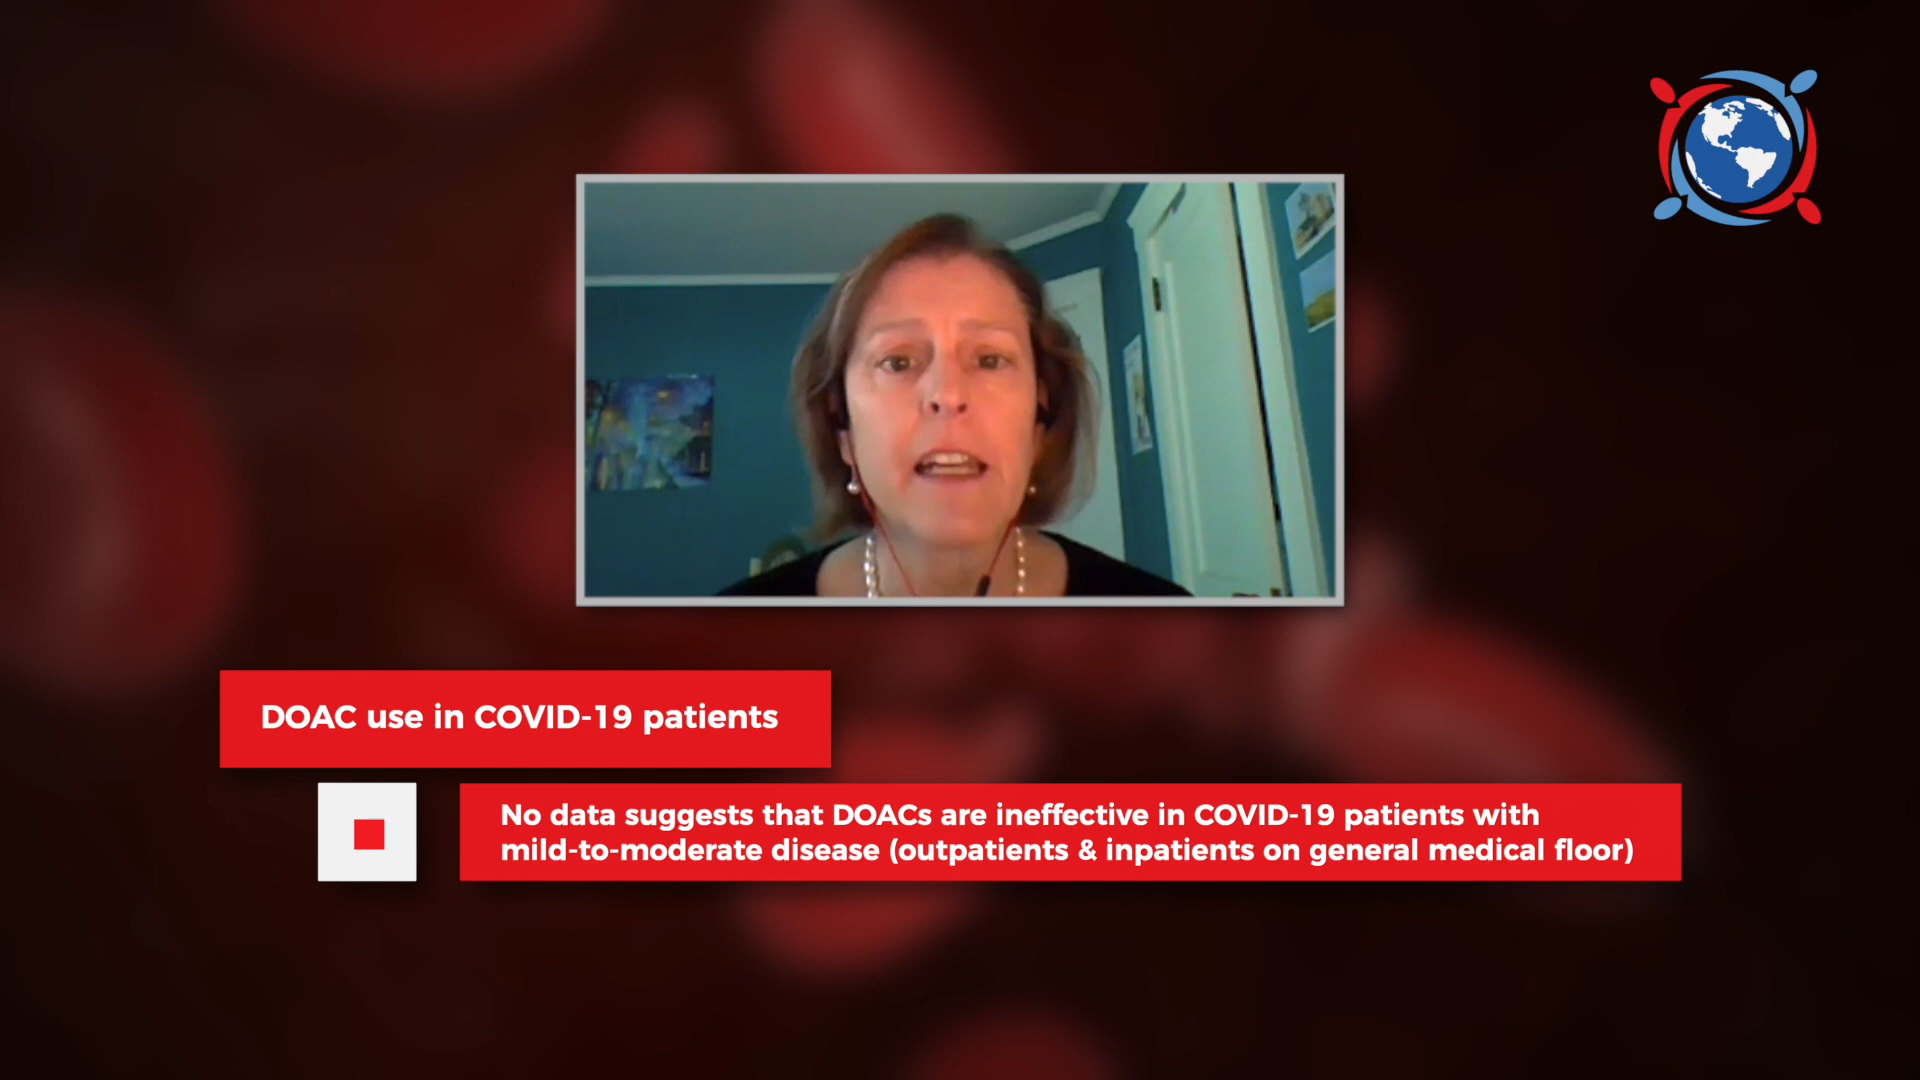 DOAC use in COVID-19 patients
No data suggests that DOACs are ineffective in COVID-19 patients with
mild-to-moderate disease (outpatients & inpatients on general medical floor)